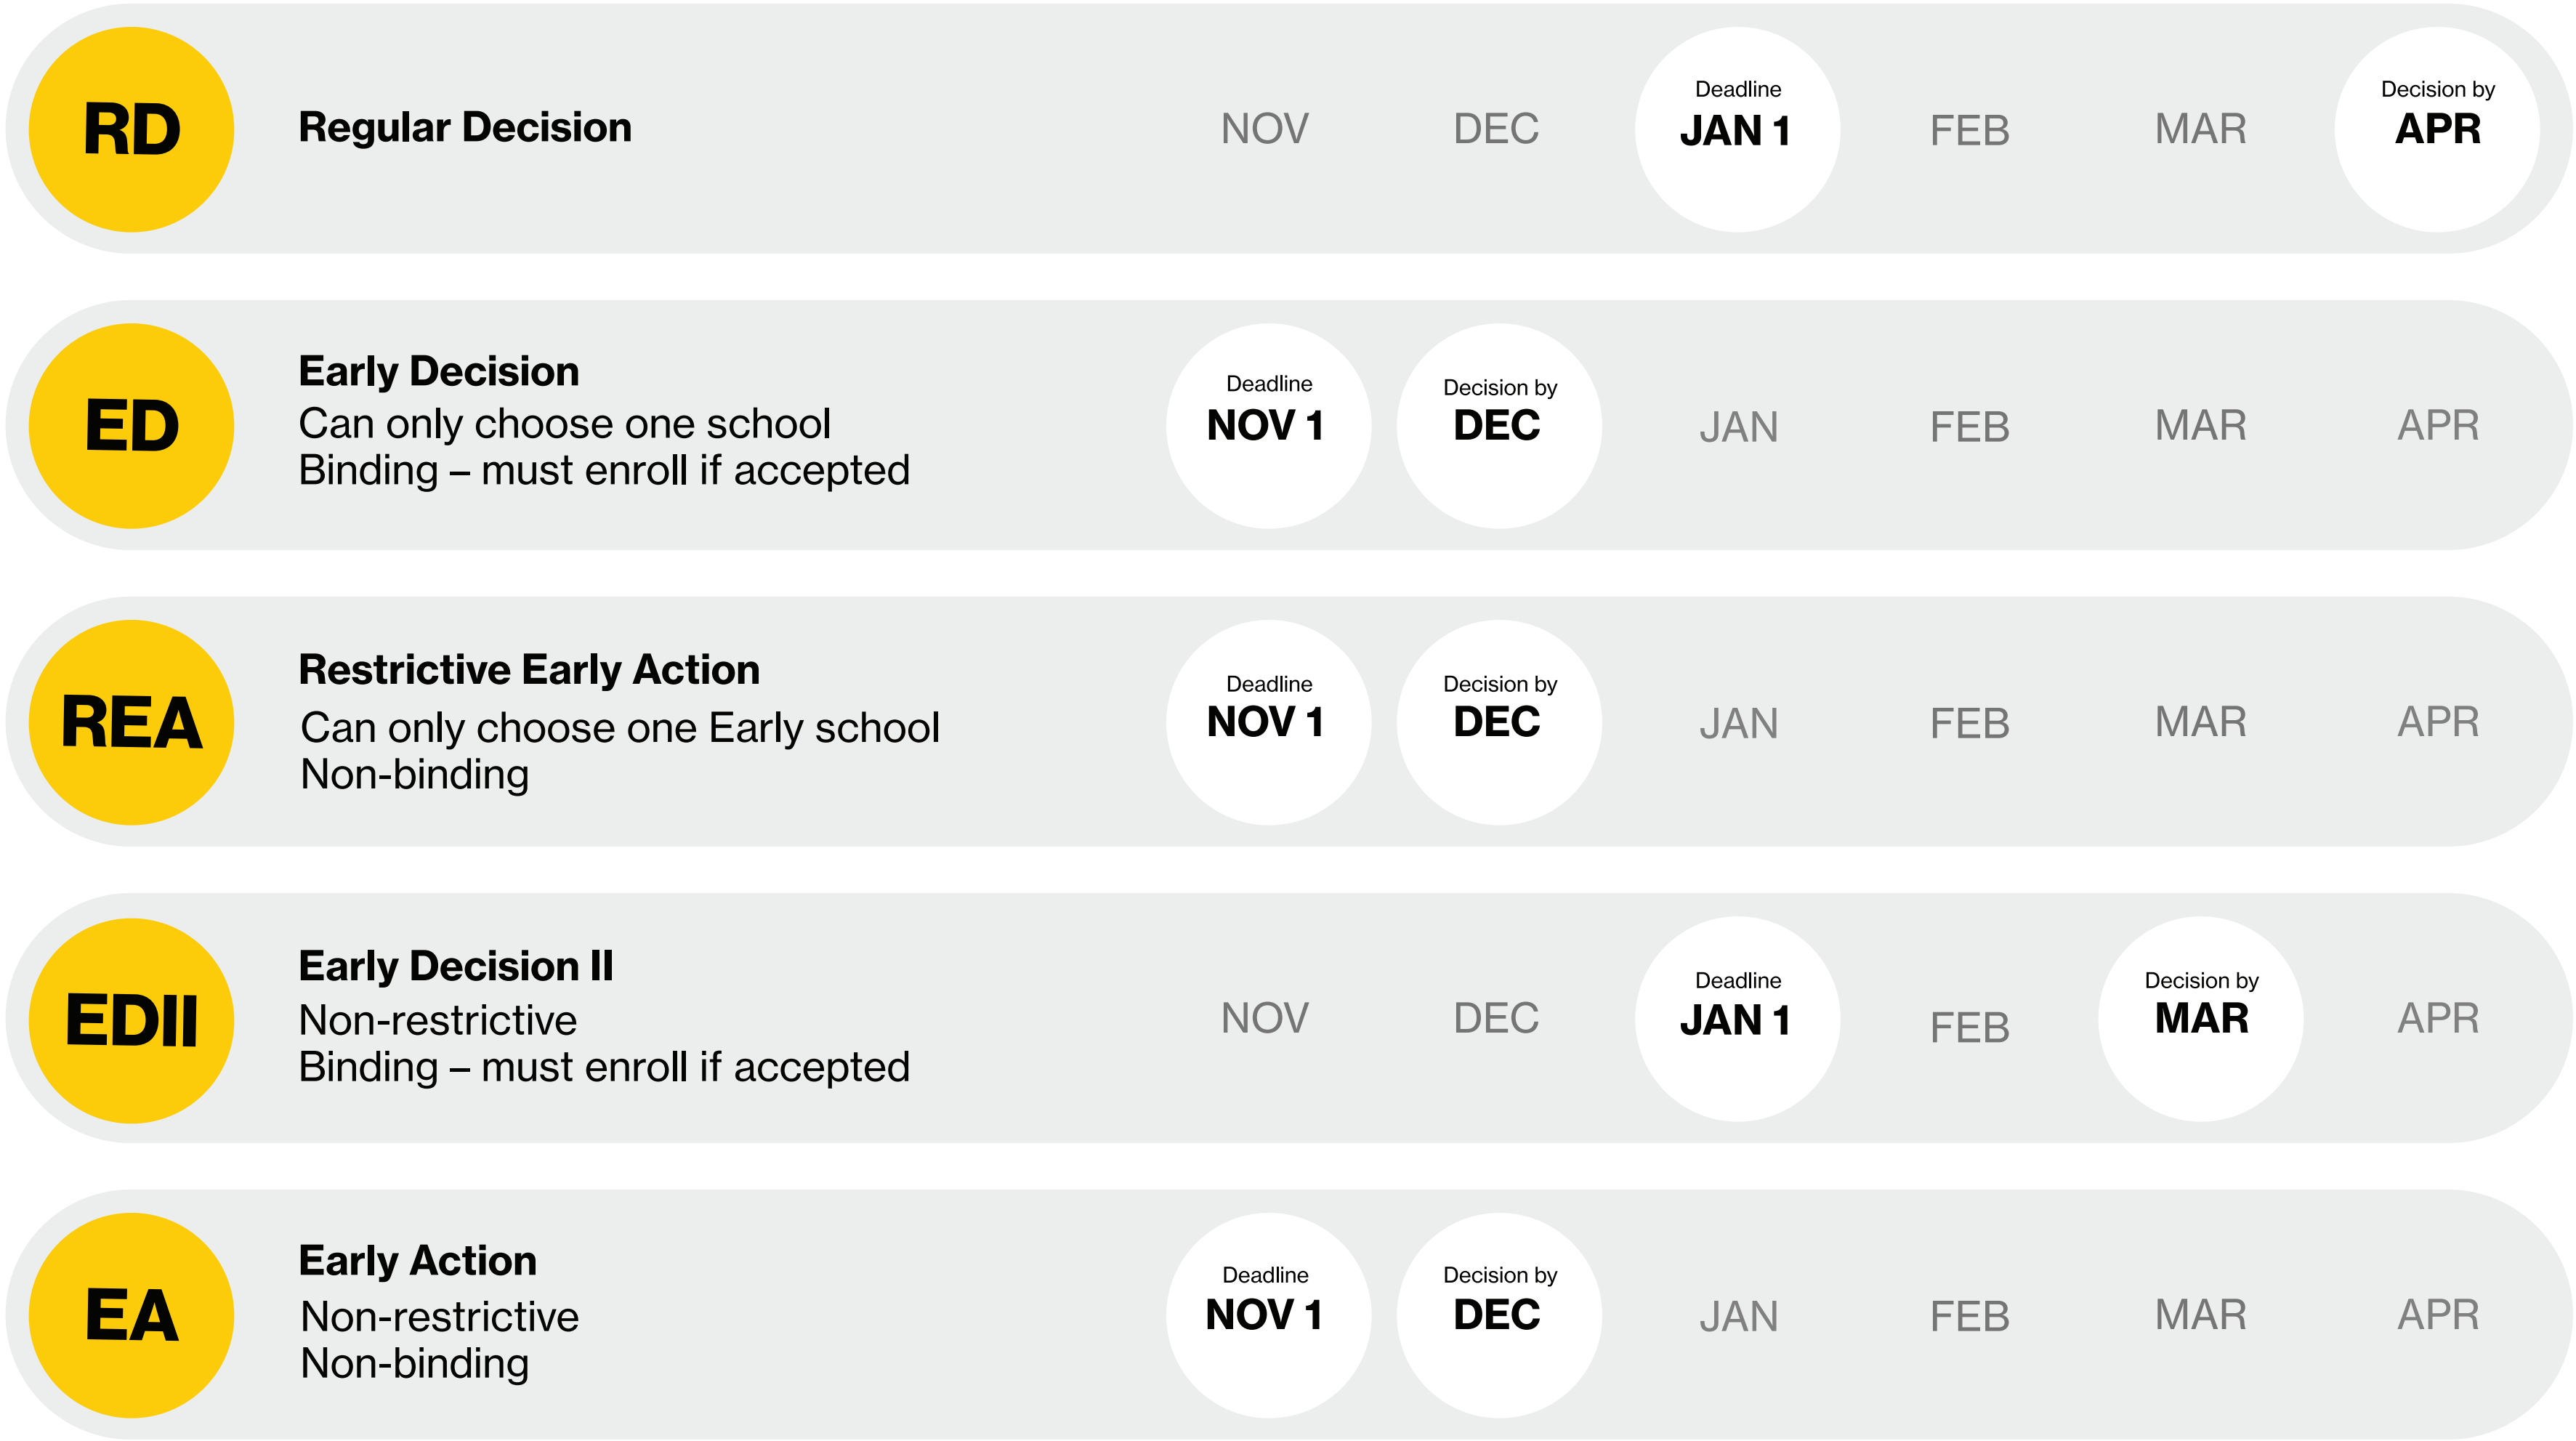 RD
Regular Decision
NOV
DEC
Deadline
JAN 1
FEB
MAR
Decision by
APR
ED
Early Decision
Can only choose one school
Binding – must enroll if accepted
Deadline
NOV 1
Decision by
DEC
JAN
FEB
MAR
APR
REA
Restrictive Early Action
Can only choose one Early school
Non-binding
Deadline
NOV 1
Decision by
DEC
JAN
FEB
MAR
APR
EDII
Early Decision II
Non-restrictive
Binding – must enroll if accepted
NOV
DEC
Deadline
JAN 1
FEB
Decision by
MAR
APR
EA
Early Action
Non-restrictive
Non-binding
Deadline
NOV 1
Decision by
DEC
JAN
FEB
MAR
APR